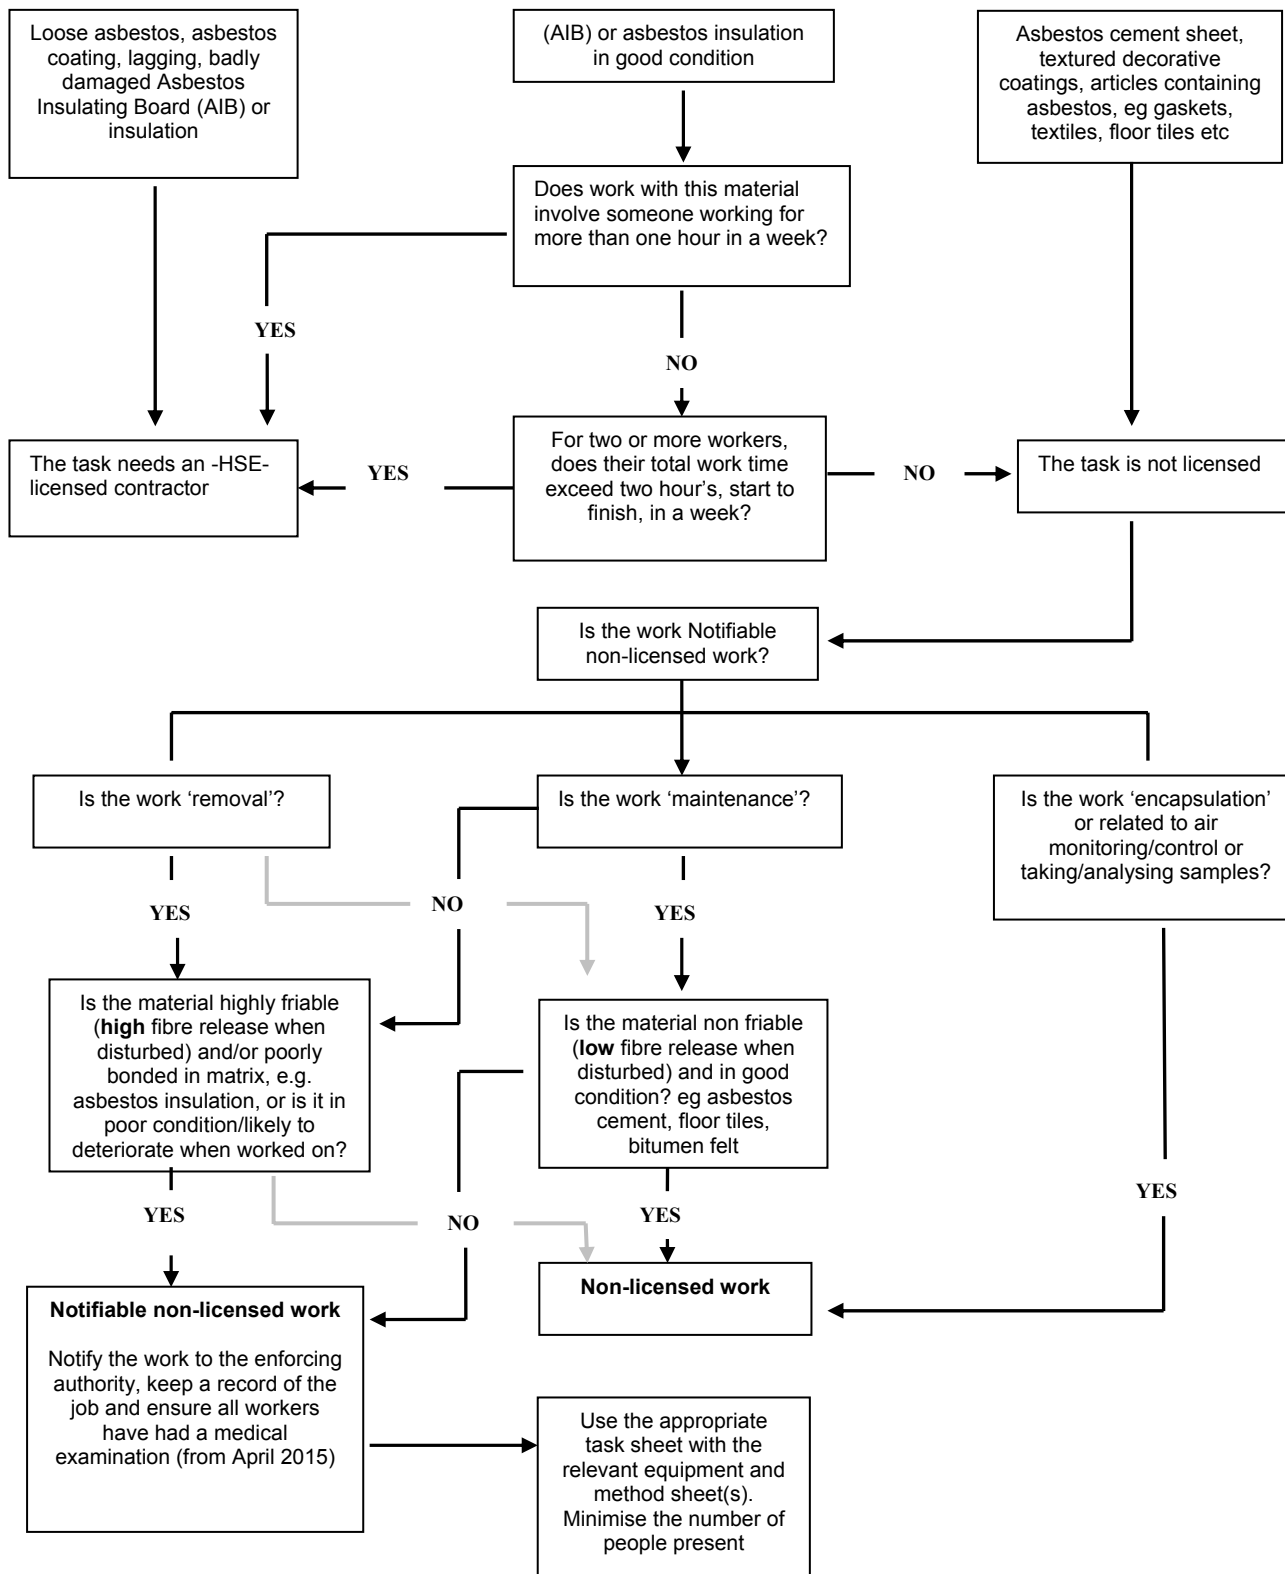 Loose asbestos, asbestos
coating, lagging, badly
damaged Asbestos
Insulating Board (AIB) or
insulation
(AIB) or asbestos insulation
in good condition
Asbestos cement sheet,
textured decorative
coatings, articles containing
asbestos, eg gaskets,
textiles, floor tiles etc
Does work with this material
involve someone working for
more than one hour in a week?
YES
NO
The task needs an -HSE-
licensed contractor
YES
For two or more workers,
does their total work time
exceed two hour's, start to
finish, in a week?
NO
The task is not licensed
Is the work Notifiable
non-licensed work?
Is the work ‘removal’?
Is the work ‘maintenance’?
Is the work ‘encapsulation’
or related to air
monitoring/control or
taking/analysing samples?
YES
NO
YES
Is the material highly friable
(high fibre release when
disturbed) and/or poorly
bonded in matrix, e.g.
asbestos insulation, or is it in
poor condition/likely to
deteriorate when worked on?
Is the material non friable
(low fibre release when
disturbed) and in good
condition? eg asbestos
cement, floor tiles,
bitumen felt
YES
NO
YES
YES
Notifiable non-licensed work
Notify the work to the enforcing
authority, keep a record of the
job and ensure all workers
have had a medical
examination (from April 2015)
Non-licensed work
Use the appropriate
task sheet with the
relevant equipment and
method sheet(s).
Minimise the number of
people present